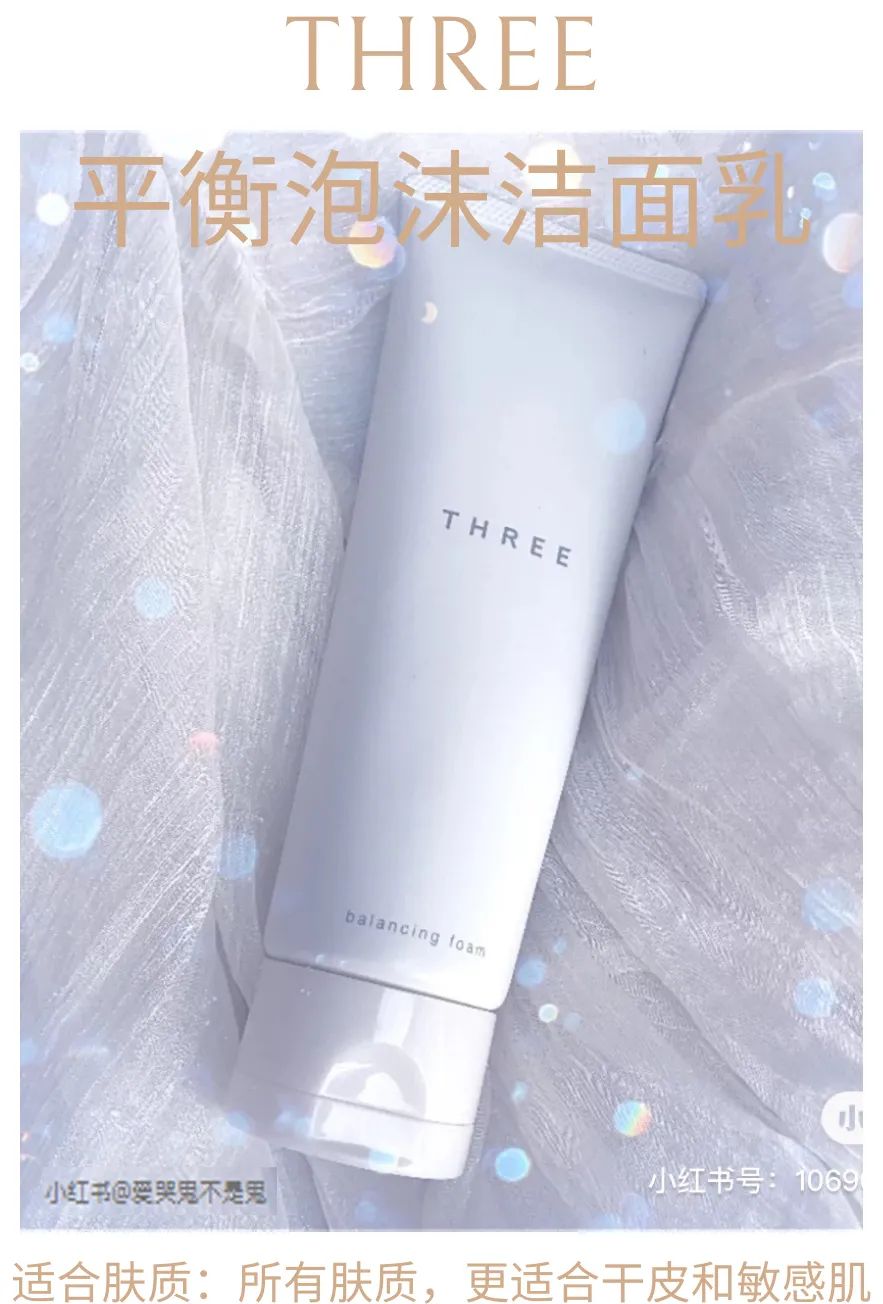 THREE
平衡泡沫洁面乳
THREE
balancing foam
小红书@爱哭鬼不是鬼
小红书号：1069
适合肤质：所有肤质，更适合干皮和敏感肌